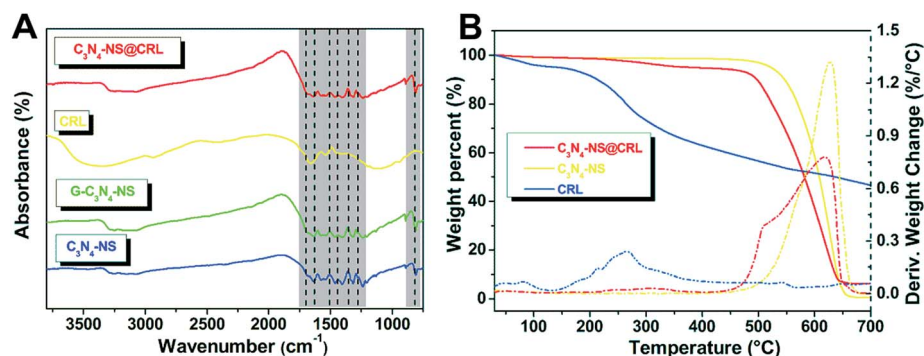 A
C₃N₄-NS@CRL
CRL
G-C₃N₄-NS
C₃N₄-NS
Absorbance (%)
3500 3000 2500 2000 1500 1000
Wavenumber (cm⁻¹)
B
100
80
60
40
20
0
Weight percent (%)
C₃N₄-NS@CRL
C₃N₄-NS
CRL
1.5
1.2
0.9
0.6
0.3
0.0
Deriv. Weight Change (%/°C)
100 200 300 400 500 600 700
Temperature (°C)